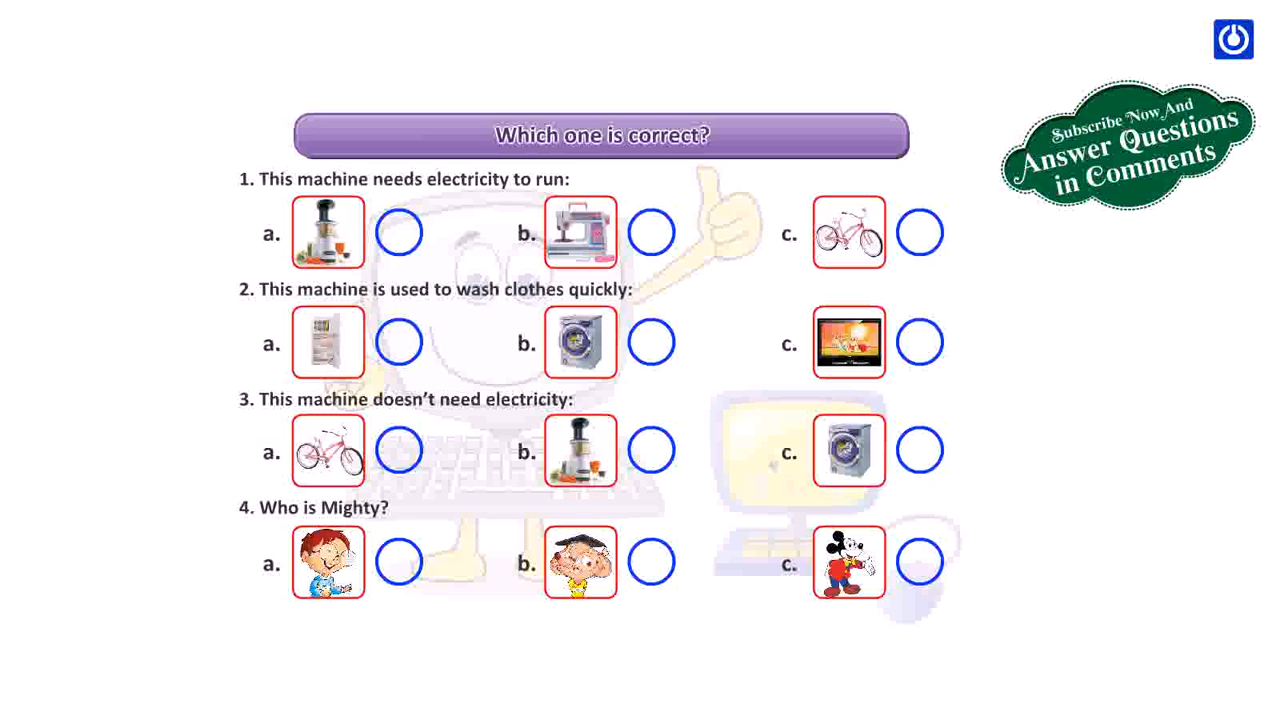 Subscribe Now And
Answer Questions
in Comments
Which one is correct?
1. This machine needs electricity to run:
a. b. c.
2. This machine is used to wash clothes quickly:
a. b. c.
3. This machine doesn't need electricity:
a. b. c.
4. Who is Mighty?
a. b. c.